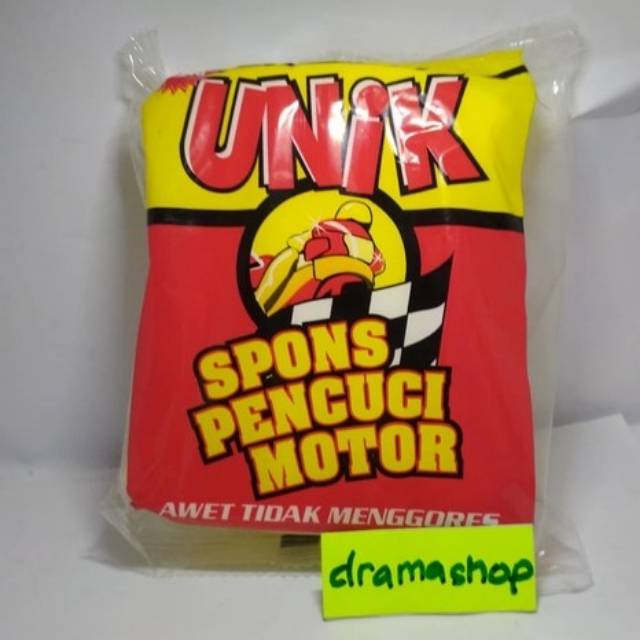 UNiK
SPONS
PENCUCI
MOTOR
AWET TIDAK MENGGORES
dramashop